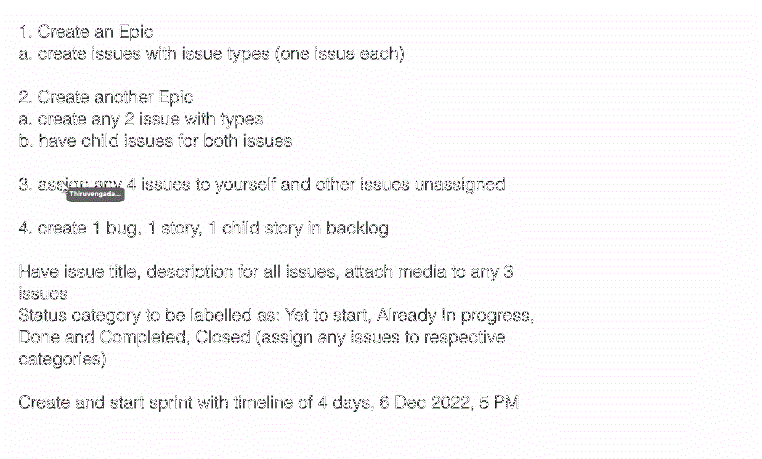 1. Create an Epic
a. create issues with issue types (one issue each)
2. Create another Epic
a. create any 2 issue with types
b. have child issues for both issues
3. assign any 4 issues to yourself and other issues unassigned
Thiruvengada...
4. create 1 bug, 1 story, 1 child story in backlog
Have issue title, description for all issues, attach media to any 3
issues
Status category to be labelled as: Yet to start, Already In progress,
Done and Completed, Closed (assign any issues to respective
categories)
Create and start sprint with timeline of 4 days, 6 Dec 2022, 5 PM